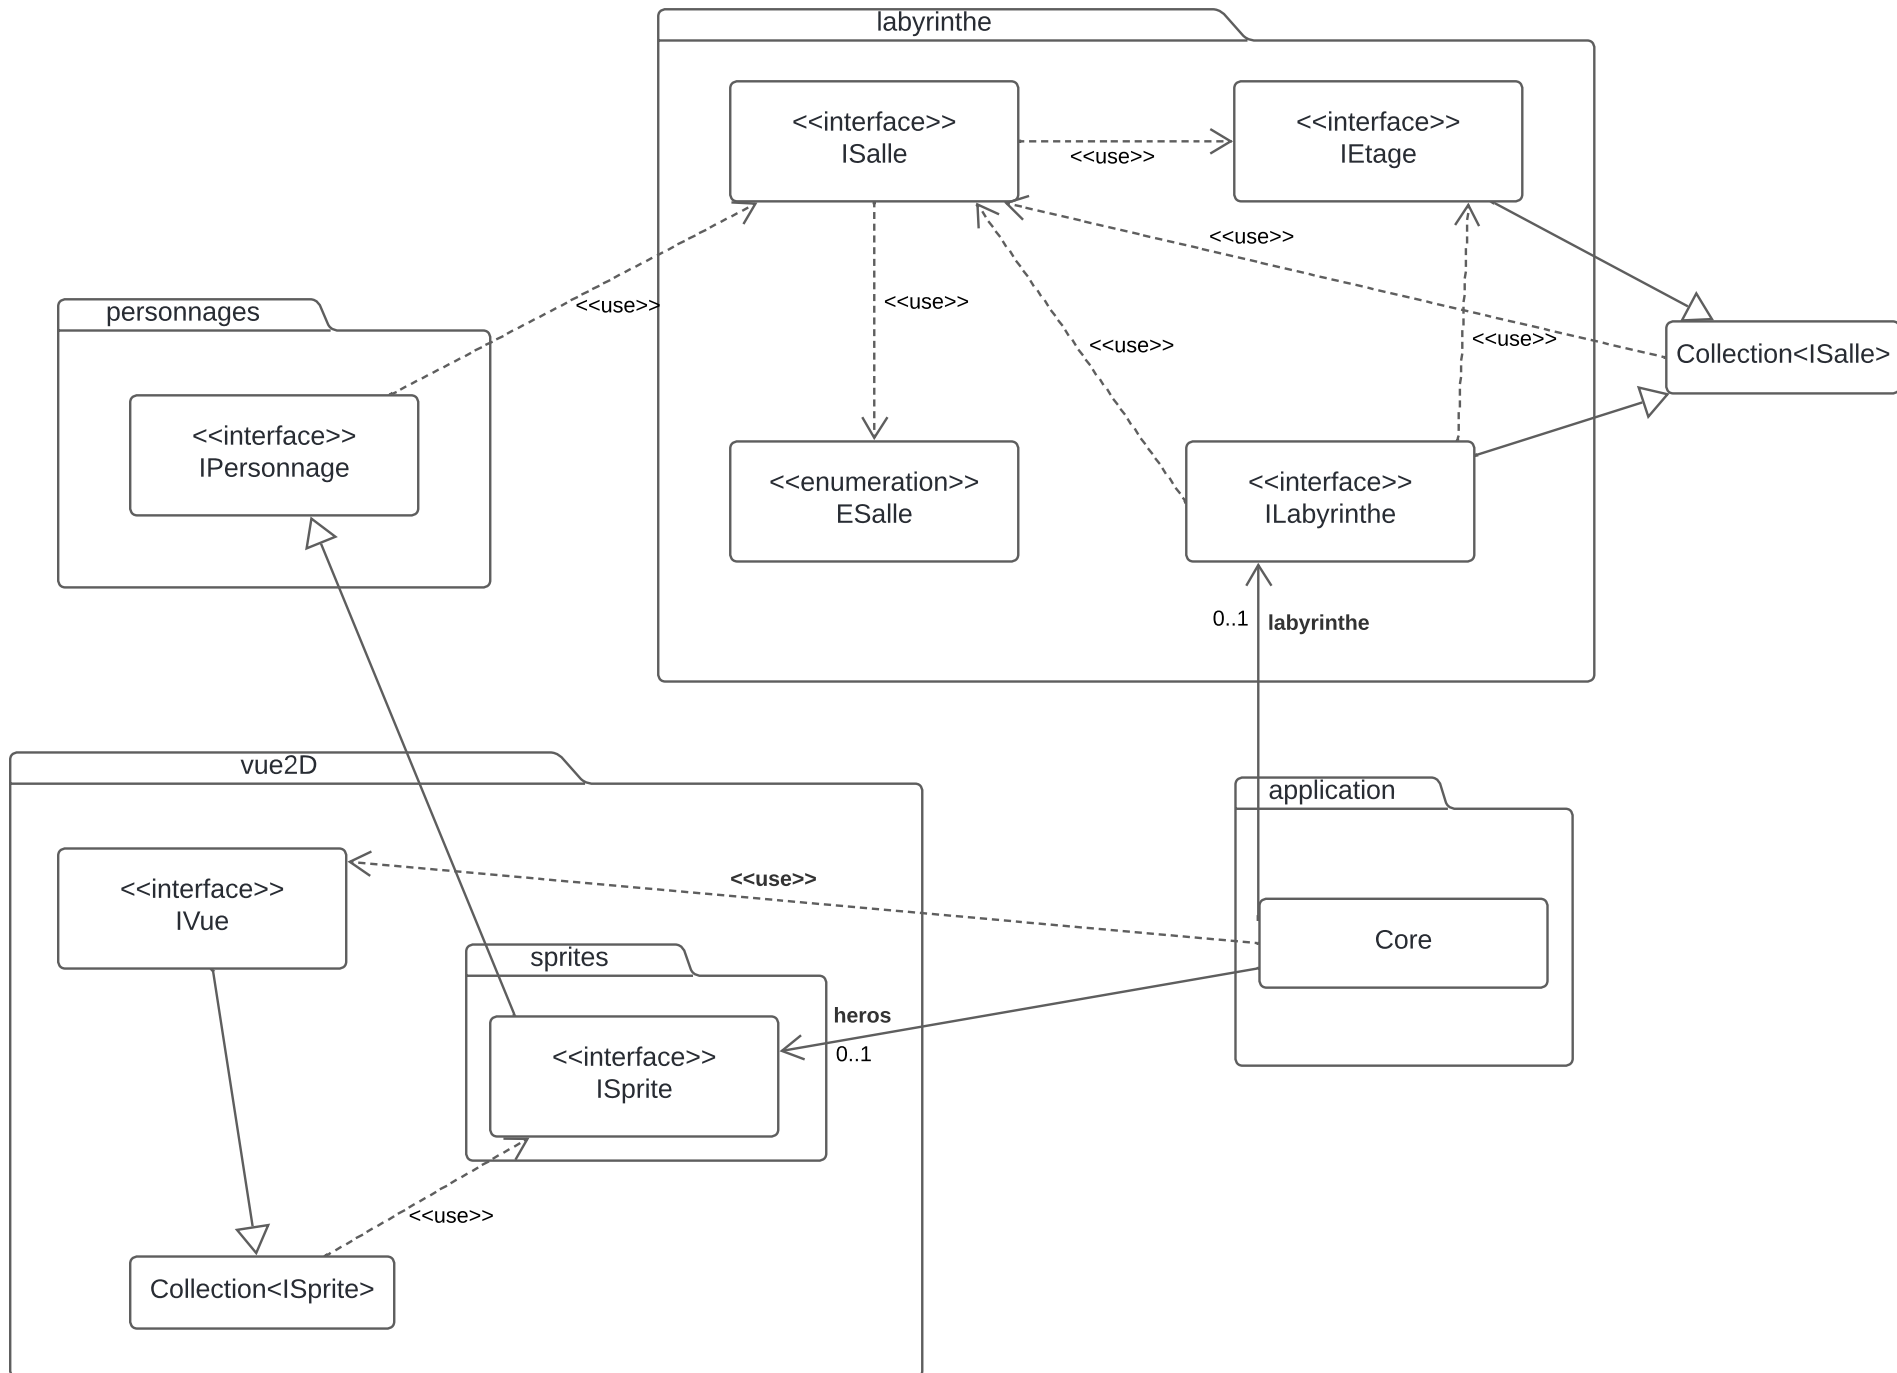 labyrinthe
<<interface>>
ISalle
<<use>>
<<interface>>
IEtage
<<use>>
<<use>>
<<use>>
<<use>>
<<use>>
Collection<ISalle>
personnages
<<interface>>
IPersonnage
<<enumeration>>
ESalle
<<interface>>
ILabyrinthe
0..1
labyrinthe
vue2D
application
<<interface>>
IVue
<<use>>
Core
sprites
heros
0..1
<<interface>>
ISprite
<<use>>
Collection<ISprite>